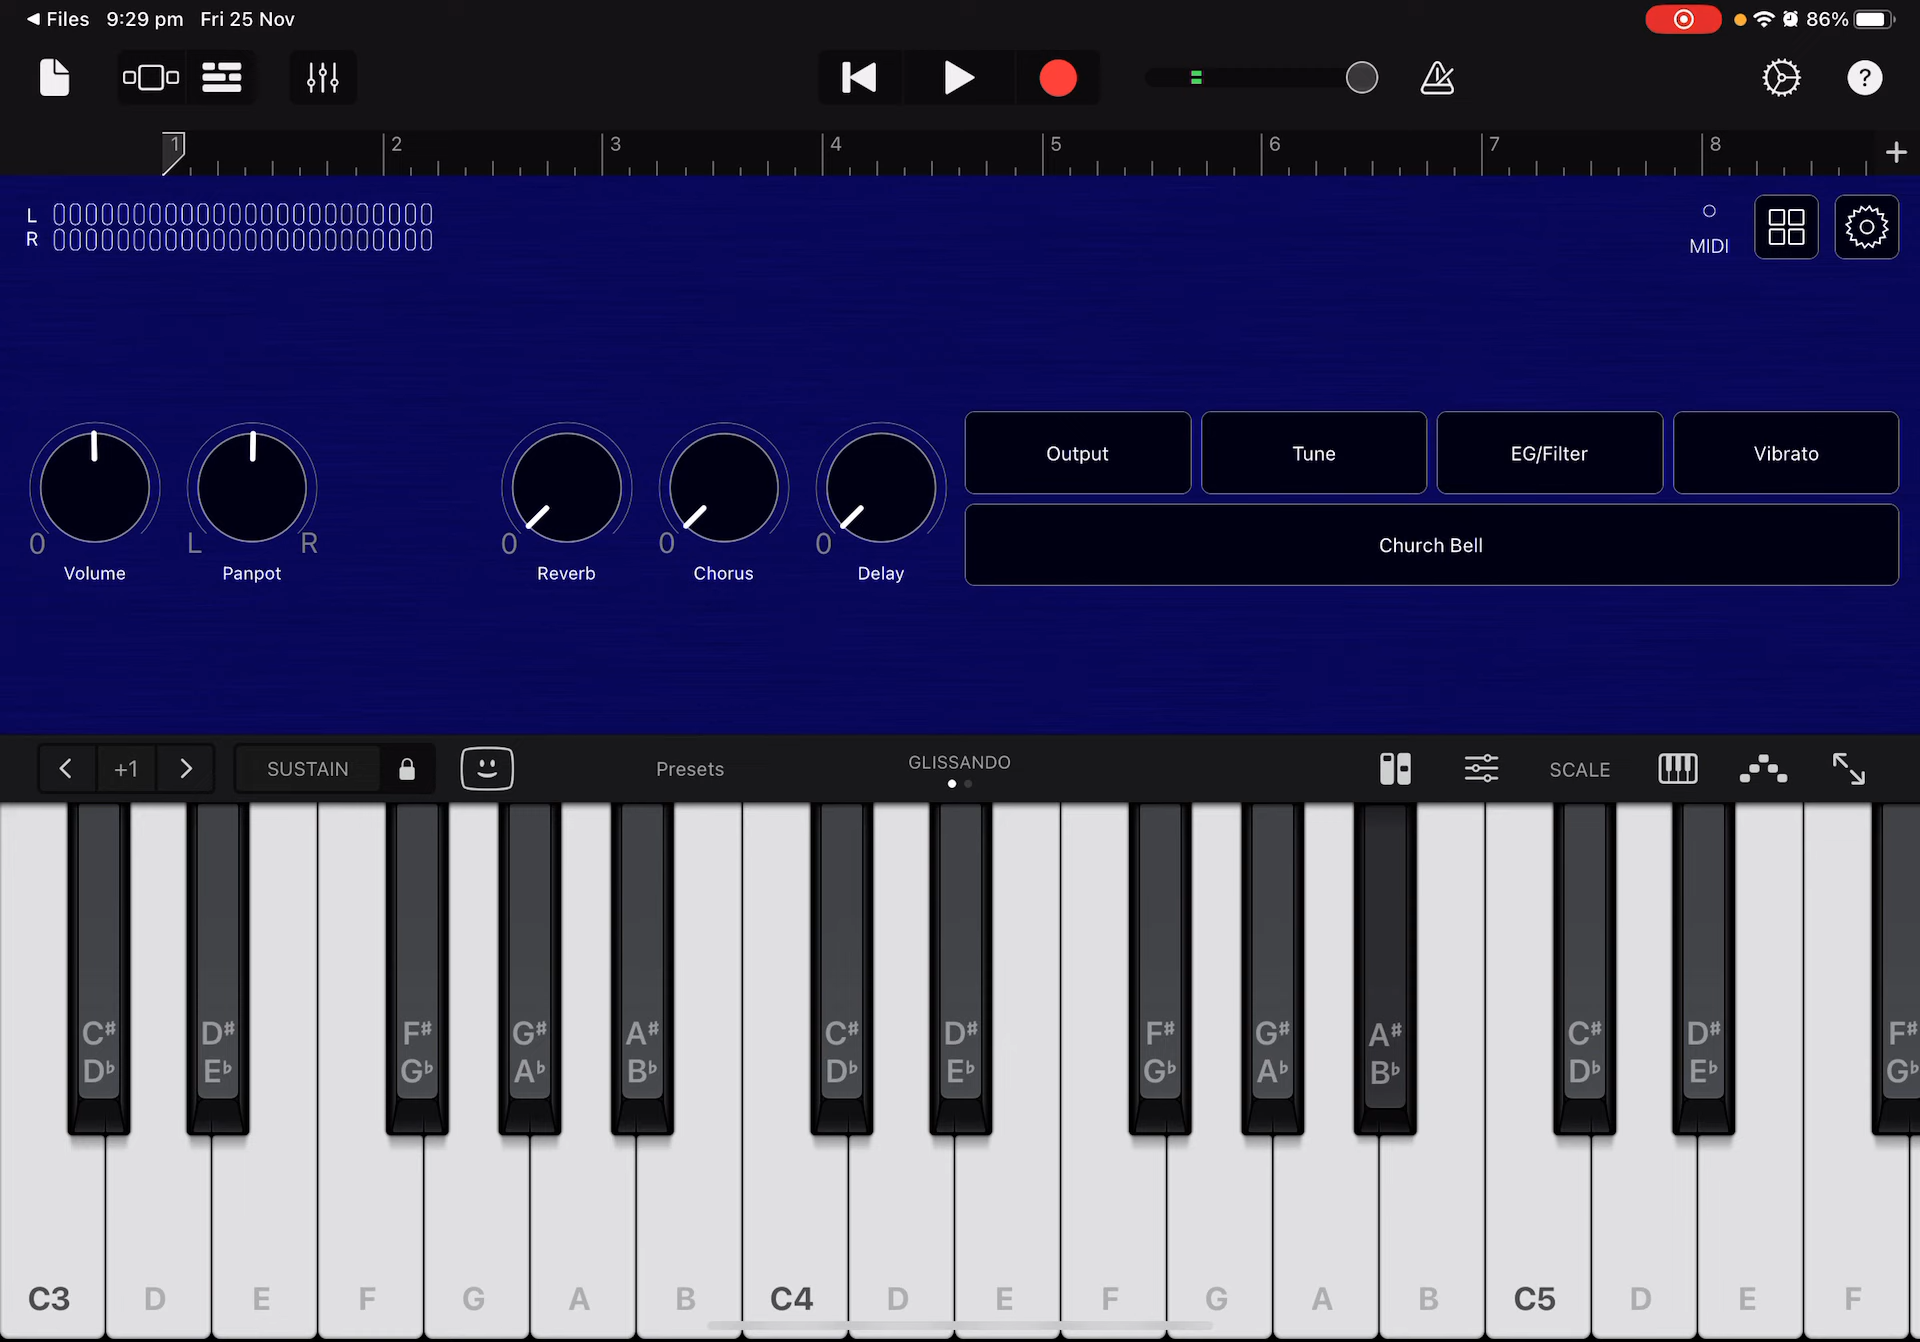 Files 9:29 pm Fri 25 Nov 86%
?
1 2 3 4 5 6 7 8 +
L
R
MIDI
Output Tune EG/Filter Vibrato
Church Bell
0 L R 0 0 0
Volume Panpot Reverb Chorus Delay
+1 SUSTAIN Presets GLISSANDO SCALE
C# D# F# G# A# C# D# F# G# A# C# D# F#
D♭ E♭ G♭ A♭ B♭ D♭ E♭ G♭ A♭ B♭ D♭ E♭ G♭
C3 D E F G A B C4 D E F G A B C5 D E F